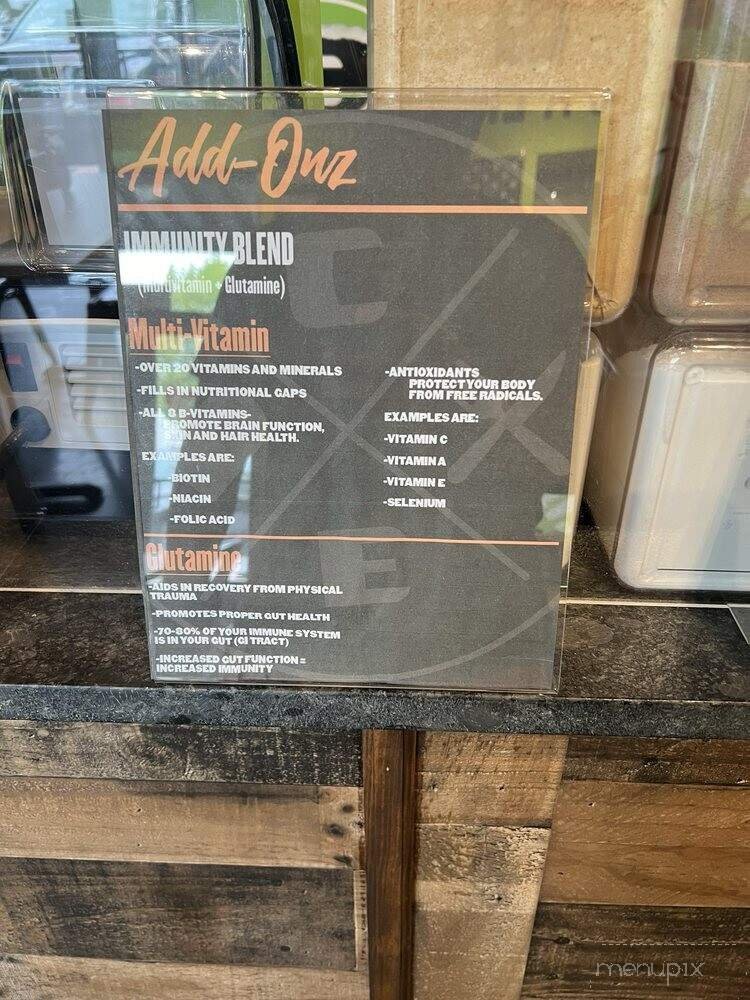 Add-Onz
IMMUNITY BLEND
(Multivitamin + Glutamine)
Multi-Vitamin
-OVER 20 VITAMINS AND MINERALS
-FILLS IN NUTRITIONAL GAPS
-ALL 8 B-VITAMINS-
PROMOTE BRAIN FUNCTION,
SKIN AND HAIR HEALTH.
EXAMPLES ARE:
-BIOTIN
-NIACIN
-FOLIC ACID
-ANTIOXIDANTS
PROTECT YOUR BODY
FROM FREE RADICALS.
EXAMPLES ARE:
-VITAMIN C
-VITAMIN A
-VITAMIN E
-SELENIUM
Glutamine
-AIDS IN RECOVERY FROM PHYSICAL
TRAUMA
-PROMOTES PROPER GUT HEALTH
-70-80% OF YOUR IMMUNE SYSTEM
IS IN YOUR GUT (GI TRACT)
-INCREASED GUT FUNCTION =
INCREASED IMMUNITY
menupix